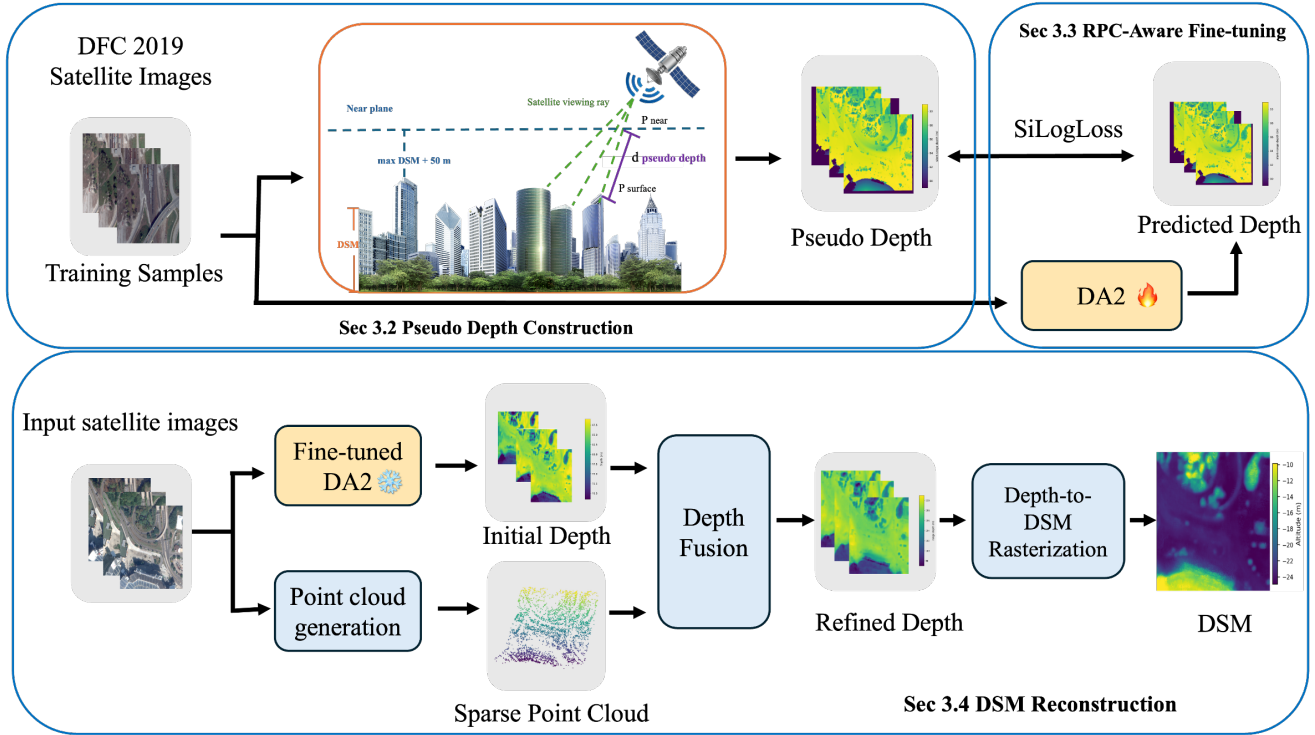 DFC 2019
Satellite Images
Training Samples
Near plane
Satellite viewing ray
P near
max DSM + 50 m
d pseudo depth
P surface
DSM
Pseudo Depth
Sec 3.2 Pseudo Depth Construction
Sec 3.3 RPC-Aware Fine-tuning
SiLogLoss
Predicted Depth
DA2
Input satellite images
Fine-tuned
DA2
Initial Depth
Point cloud
generation
Sparse Point Cloud
Depth
Fusion
Refined Depth
Depth-to-
DSM
Rasterization
-10
-12
-14
-16
-18
-20
-22
-24
Altitude (m)
DSM
Sec 3.4 DSM Reconstruction